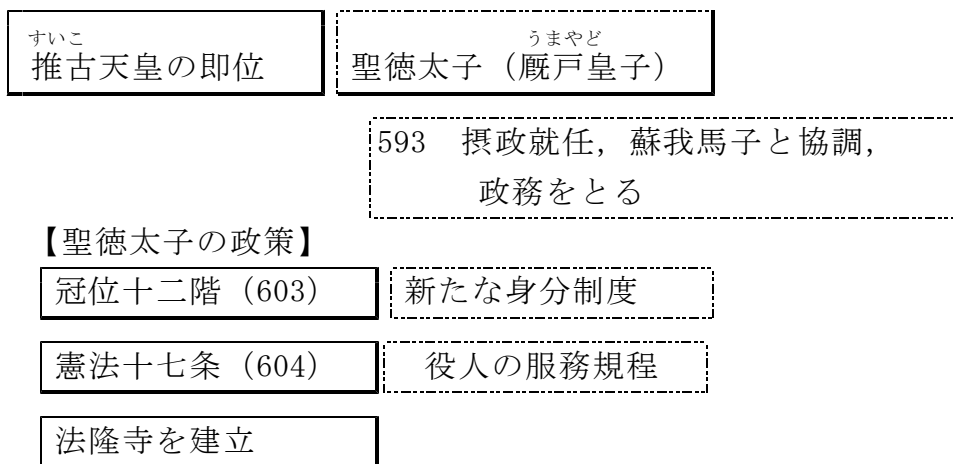 すいこ うまやど
推古天皇の即位 聖徳太子（厩戸皇子）
593 摂政就任，蘇我馬子と協調，
政務をとる
【聖徳太子の政策】
冠位十二階（603） 新たな身分制度
憲法十七条（604） 役人の服務規程
法隆寺を建立